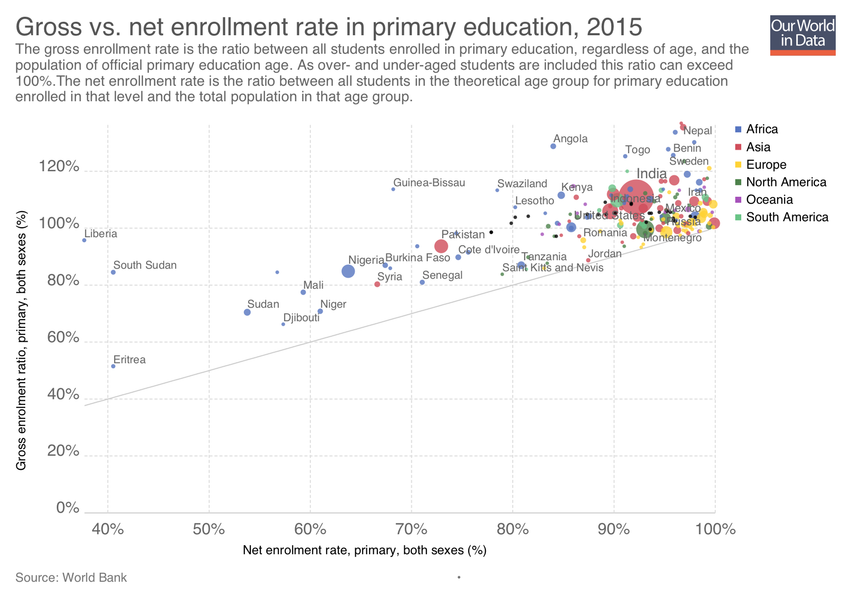 Gross vs. net enrollment rate in primary education, 2015
Our World
in Data
The gross enrollment rate is the ratio between all students enrolled in primary education, regardless of age, and the
population of official primary education age. As over- and under-aged students are included this ratio can exceed
100%.The net enrollment rate is the ratio between all students in the theoretical age group for primary education
enrolled in that level and the total population in that age group.
Africa
Asia
Europe
North America
Oceania
South America
Gross enrolment ratio, primary, both sexes (%)
120%
100%
80%
60%
40%
20%
0%
Nepal
Angola
Togo
Benin
Sweden
India
Guinea-Bissau
Swaziland
Kenya
Iran
Lesotho
Indonesia
Mexico
United States
Russia
Liberia
Pakistan
Romania
Montenegro
Cote d'Ivoire
Jordan
Nigeria
Burkina Faso
Tanzania
South Sudan
Syria
Senegal
Saint Kitts and Nevis
Mali
Sudan
Niger
Djibouti
Eritrea
40%
50%
60%
70%
80%
90%
100%
Net enrolment rate, primary, both sexes (%)
Source: World Bank